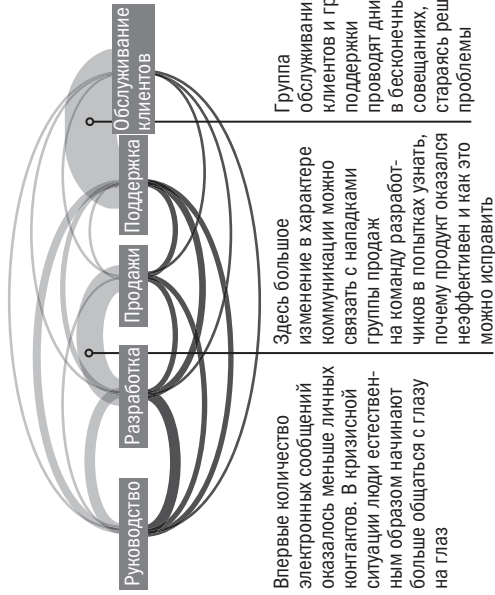 Руководство
Разработка
Продажи
Поддержка
Обслуживание
клиентов
Впервые количество
электронных сообщений
оказалось меньше личных
контактов. В кризисной
ситуации люди естествен-
ным образом начинают
больше общаться с глазу
на глаз
Здесь большое
изменение в характере
коммуникации можно
связать с нападками
группы продаж
на команду разработ-
чиков в попытках узнать,
почему продукт оказался
неэффективен и как это
можно исправить
Группа
обслуживани
клиентов и гр
поддержки
проводят дни
в бесконечны
совещаниях,
стараясь реш
проблемы